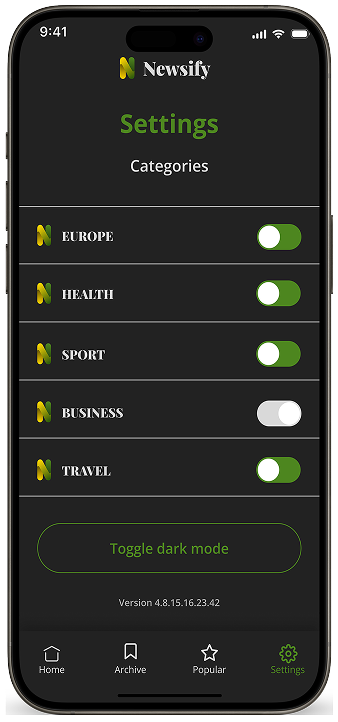 9:41
Newsify
Settings
Categories
EUROPE
HEALTH
SPORT
BUSINESS
TRAVEL
Toggle dark mode
Version 4.8.15.16.23.42
Home Archive Popular Settings